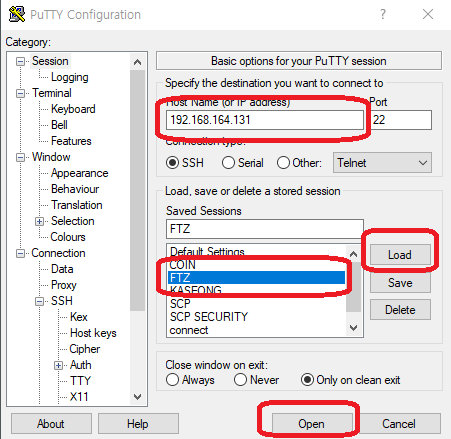 PuTTY Configuration
?
Category:
Session
Logging
Terminal
Keyboard
Bell
Features
Window
Appearance
Behaviour
Translation
Selection
Colours
Connection
Data
Proxy
SSH
Kex
Host keys
Cipher
Auth
TTY
X11
Basic options for your PuTTY session
Specify the destination you want to connect to
Host Name (or IP address) Port
192.168.164.131 22
Connection type:
SSH Serial Other: Telnet
Load, save or delete a stored session
Saved Sessions
FTZ
Default Settings
COIN
FTZ
KASEONG
SCP
SCP SECURITY
connect
Load
Save
Delete
Close window on exit:
Always Never Only on clean exit
About Help Open Cancel